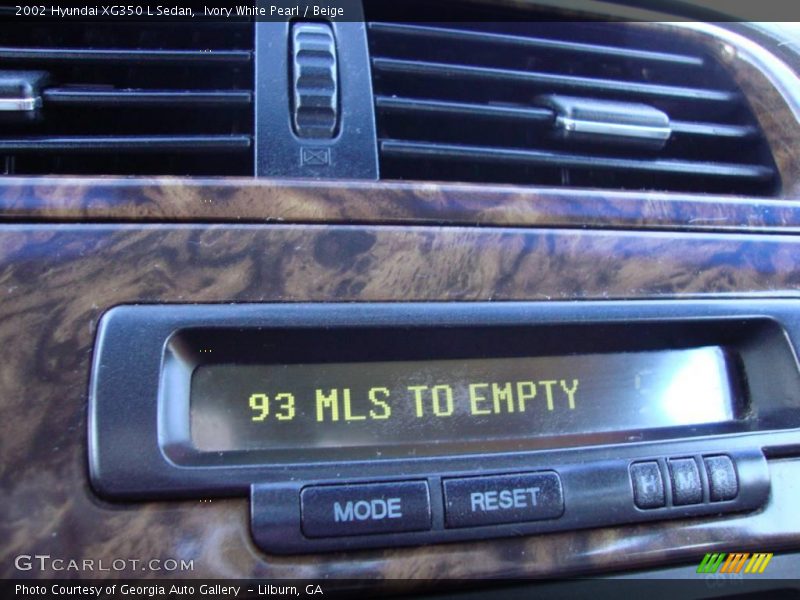 2002 Hyundai XG350 L Sedan, Ivory White Pearl / Beige
93 MLS TO EMPTY
MODE
RESET
H
M
GTCARLOT.COM
Photo Courtesy of Georgia Auto Gallery - Lilburn, GA